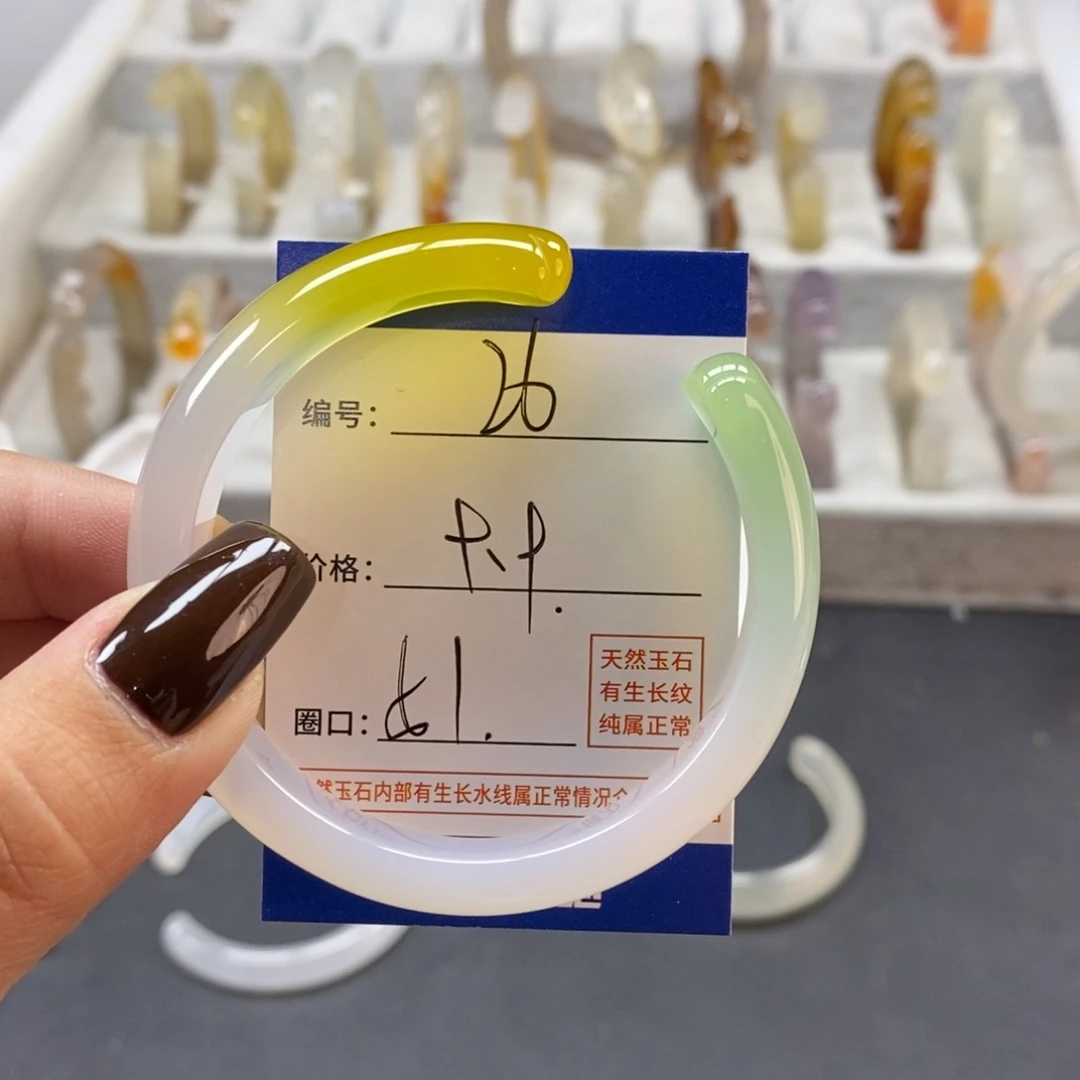 编号： 26
价格：
圈口： 61.
天然玉石
有生长纹
纯属正常
然玉石内部有生长水线属正常情况